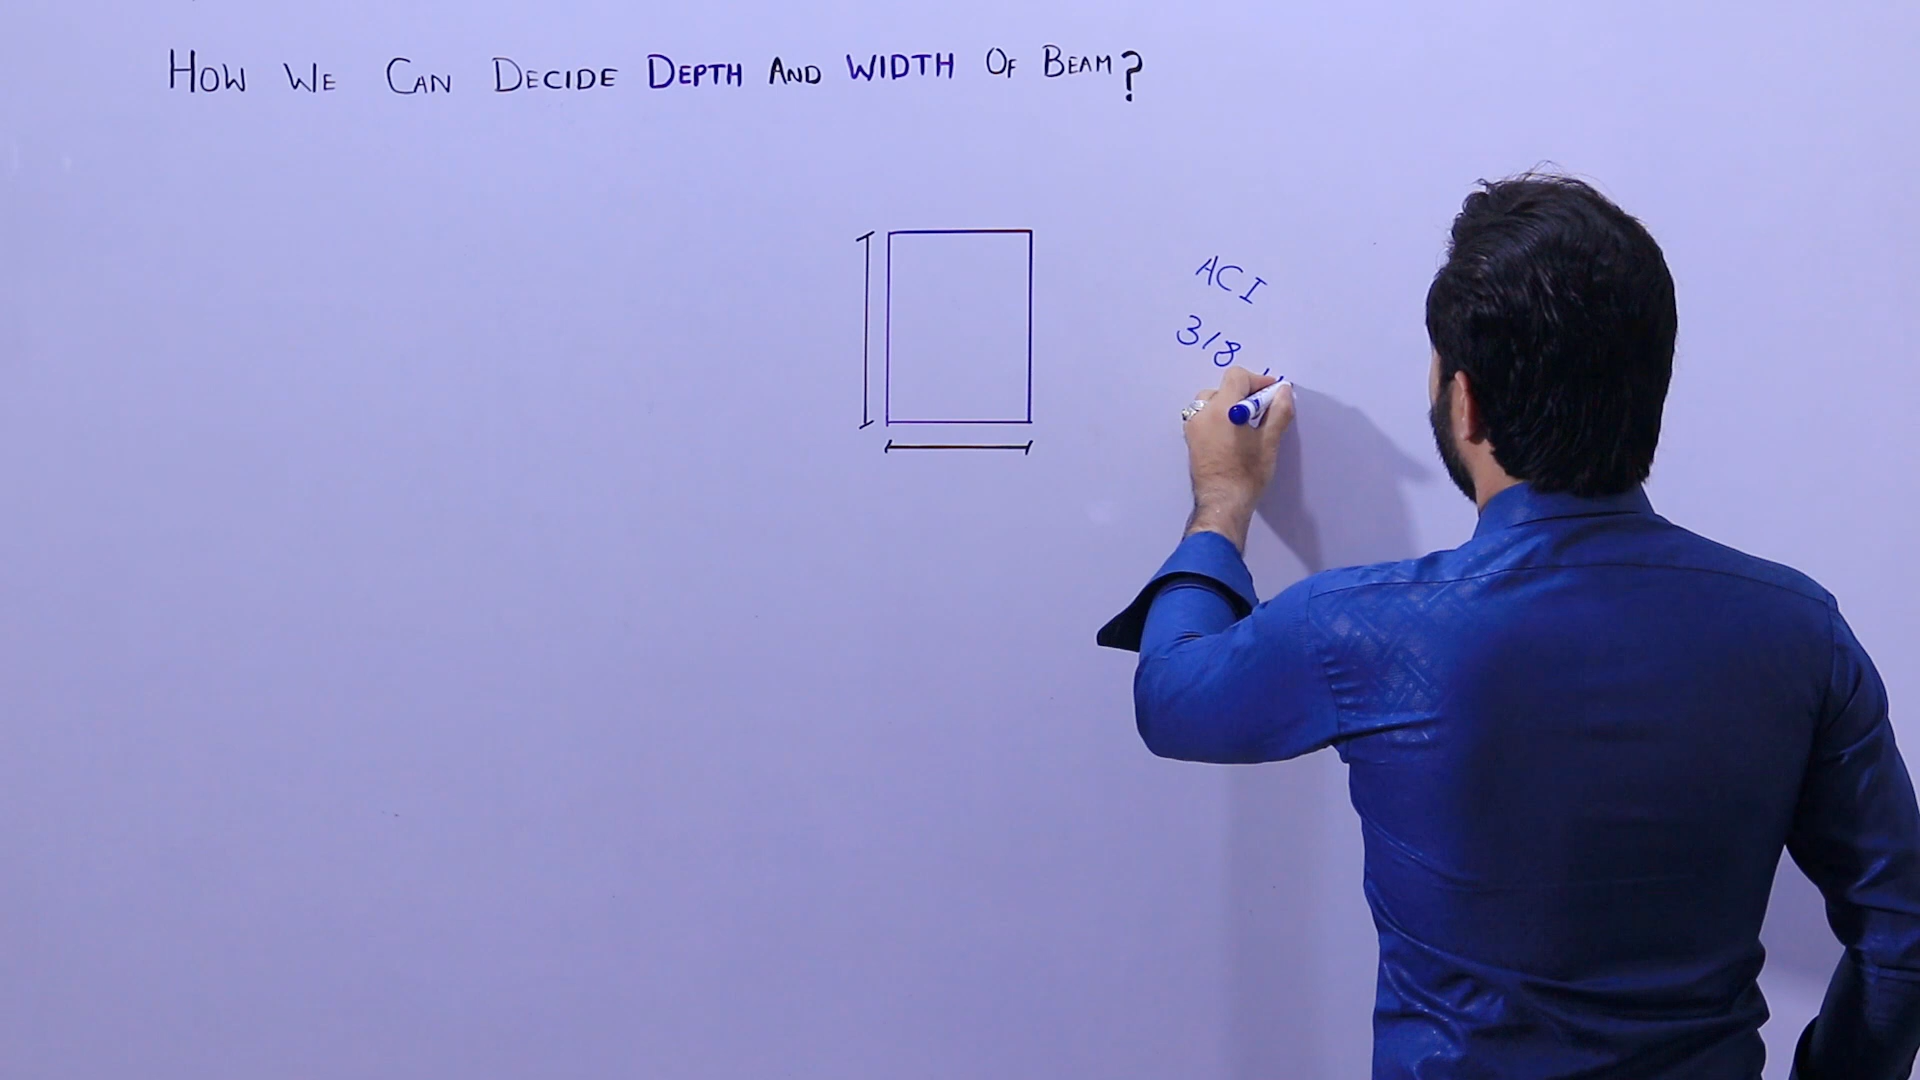 HOW WE CAN DECIDE DEPTH AND WIDTH OF BEAM?
ACI
318